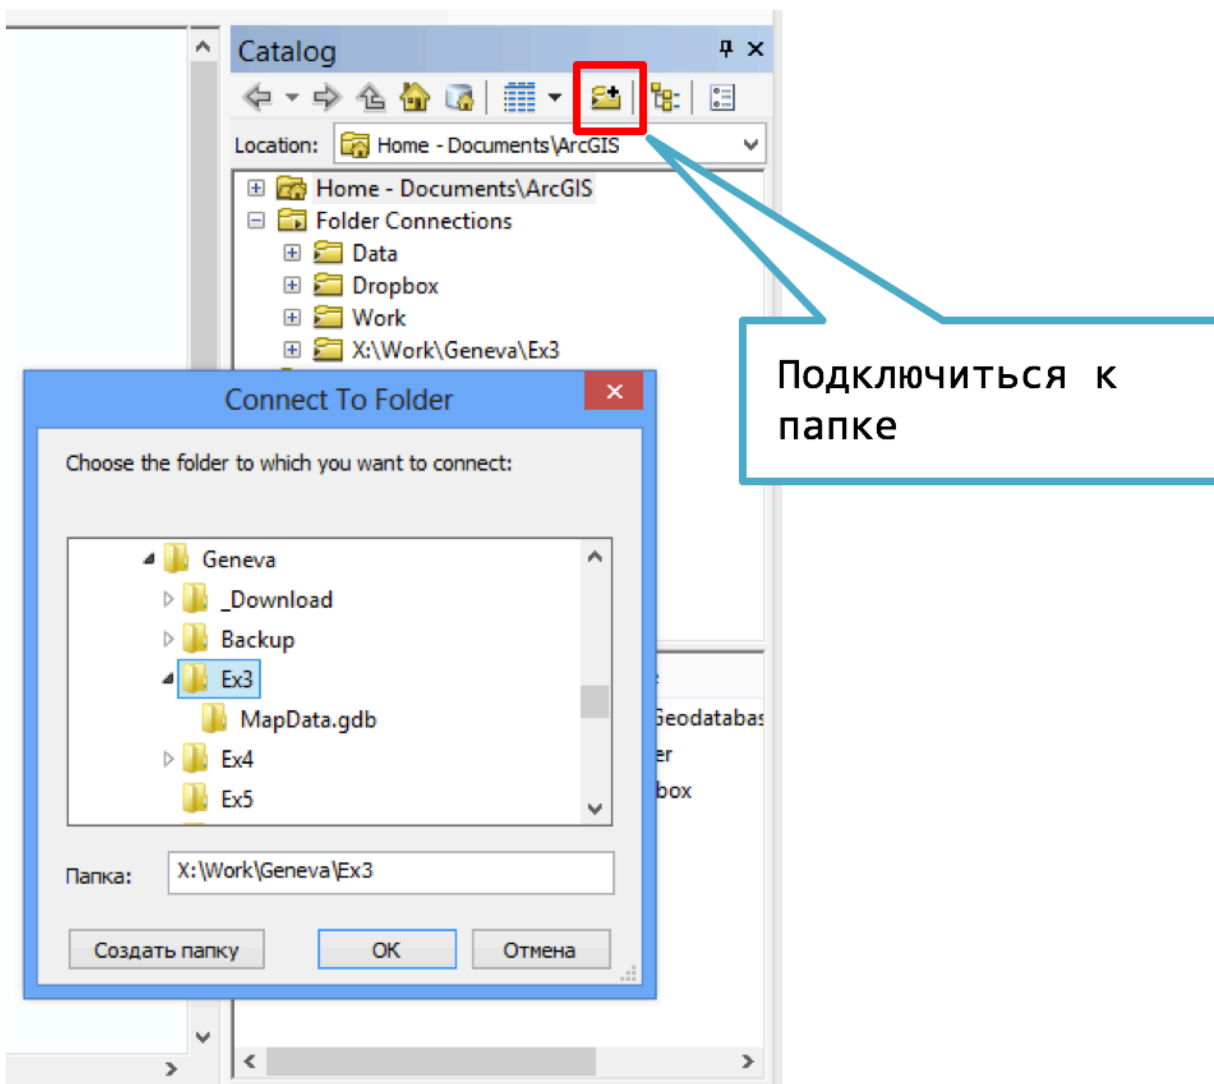 Catalog
Location: Home - Documents\ArcGIS
Home - Documents\ArcGIS
Folder Connections
Data
Dropbox
Work
X:\Work\Geneva\Ex3
Подключиться к
папке
Connect To Folder
Choose the folder to which you want to connect:
Geneva
_Download
Backup
Ex3
MapData.gdb
Ex4
Ex5
Папка: X:\Work\Geneva\Ex3
Создать папку
OK
Отмена